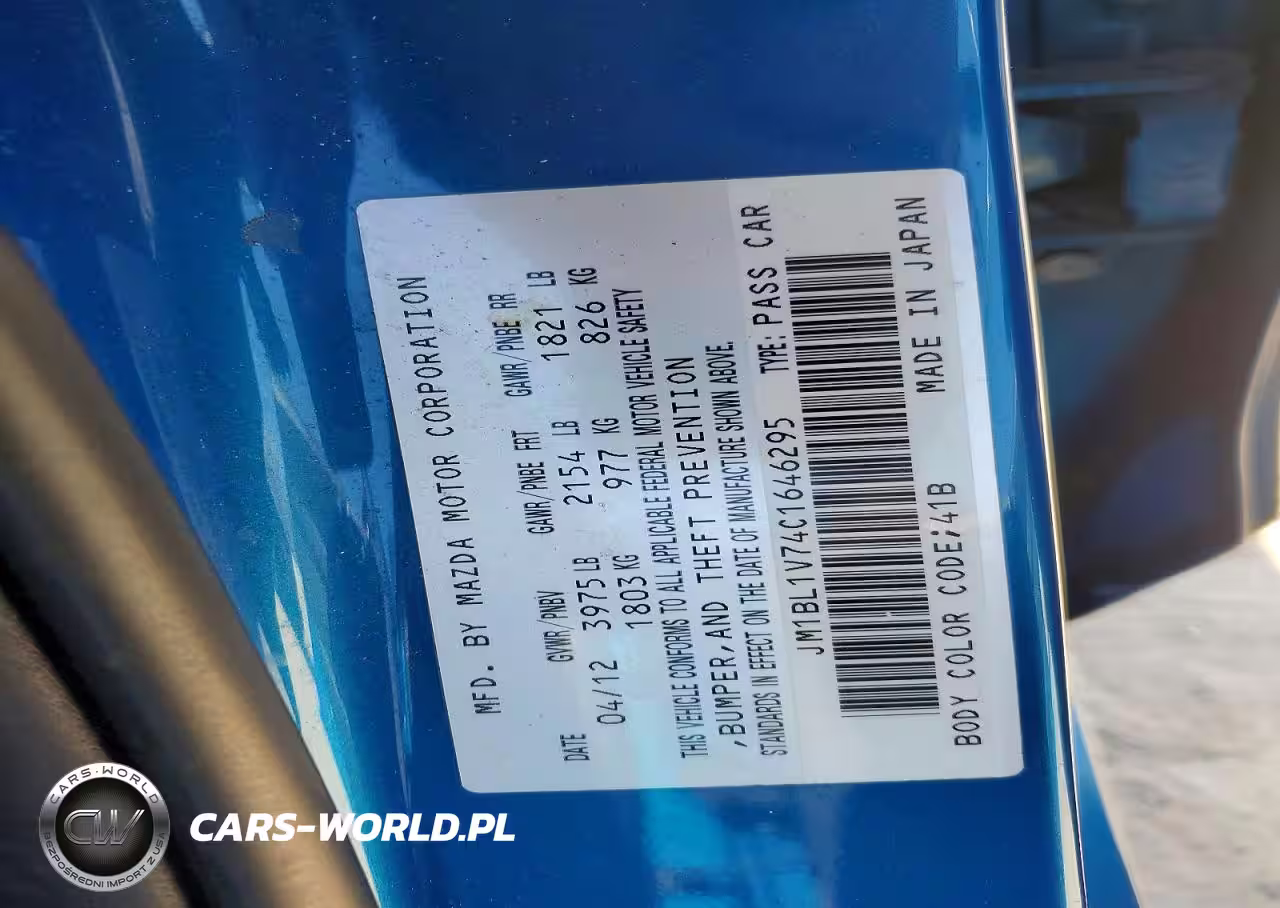 MFD. BY MAZDA MOTOR CORPORATION
DATE GVWR/PNBV GAWR/PNBE FRT GAWR/PNBE RR
04/12 3975 LB 2154 LB 1821 LB
1803 KG 977 KG 826 KG
THIS VEHICLE CONFORMS TO ALL APPLICABLE FEDERAL MOTOR VEHICLE SAFETY
,BUMPER,AND THEFT PREVENTION
STANDARDS IN EFFECT ON THE DATE OF MANUFACTURE SHOWN ABOVE.
JM1BL1V74C1646295 TYPE: PASS CAR
BODY COLOR CODE;41B MADE IN JAPAN
CARS-WORLD
CW
BEZPOŚREDNI IMPORT Z USA
CARS-WORLD.PL